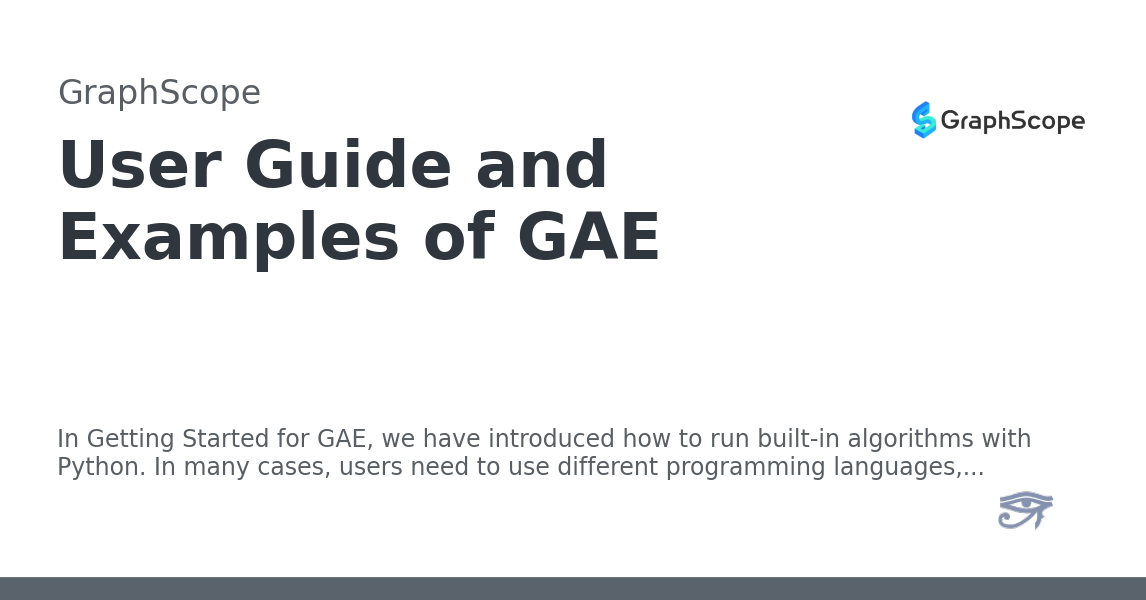 GraphScope
GraphScope
User Guide and
Examples of GAE
In Getting Started for GAE, we have introduced how to run built-in algorithms with
Python. In many cases, users need to use different programming languages,...